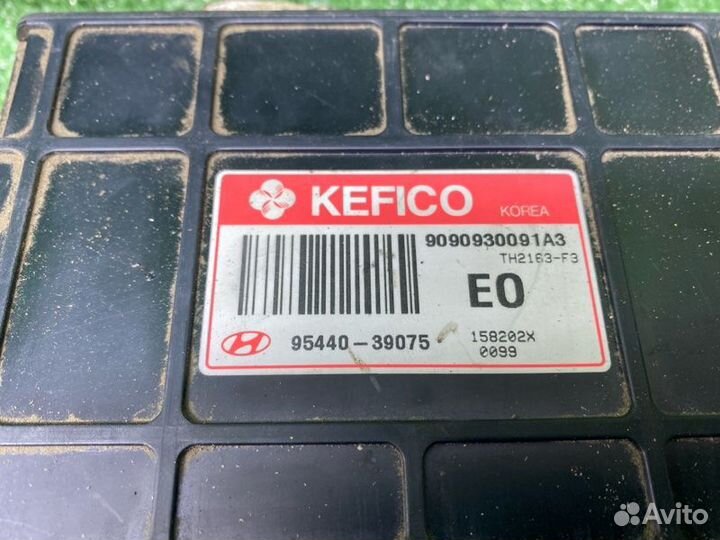 KEFICO KOREA
9090930091A3
TH2163-F3
E0
95440-39075
158202X
0099
Avito